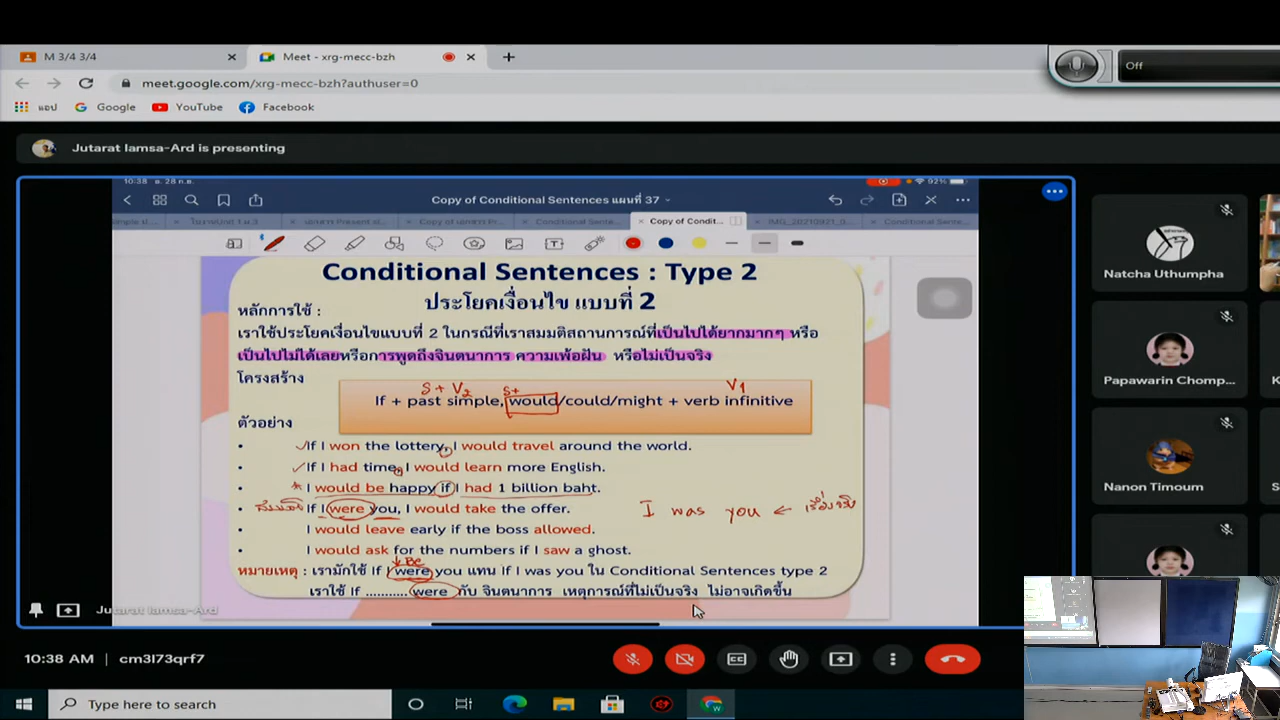 M 3/4 3/4
Meet - xrg-mecc-bzh
meet.google.com/xrg-mecc-bzh?authuser=0
Off
แอป Google YouTube Facebook
Jutarat Iamsa-Ard is presenting
10:38 อ. 28 ก.ย. 92%
Copy of Conditional Sentences แผนที่ 37
Copy of Condit... IMG_20210921_0 Conditional Sente...
Conditional Sentences : Type 2
ประโยคเงื่อนไข แบบที่ 2
หลักการใช้ :
เราใช้ประโยคเงื่อนไขแบบที่ 2 ในกรณีที่เราสมมติสถานการณ์ที่เป็นไปได้ยากมากๆ หรือ
เป็นไปไม่ได้เลยหรือการพูดถึงจินตนาการ ความเพ้อฝัน หรือไม่เป็นจริง
โครงสร้าง
S + V2 S+ V1
If + past simple, would/could/might + verb infinitive
ตัวอย่าง
• If I won the lottery, I would travel around the world.
• If I had time, I would learn more English.
• I would be happy if I had 1 billion baht.
• If I were you, I would take the offer. I was you ←
• I would leave early if the boss allowed.
• I would ask for the numbers if I saw a ghost.
↓Be
หมายเหตุ : เรามักใช้ If I were you แทน If I was you ใน Conditional Sentences type 2
เราใช้ If .......... were กับ จินตนาการ เหตุการณ์ที่ไม่เป็นจริง ไม่อาจเกิดขึ้น
Jutarat Iamsa-Ard
Natcha Uthumpha
Papawarin Chomp...
Nanon Timoum
10:38 AM cm3l73qrf7
Type here to search